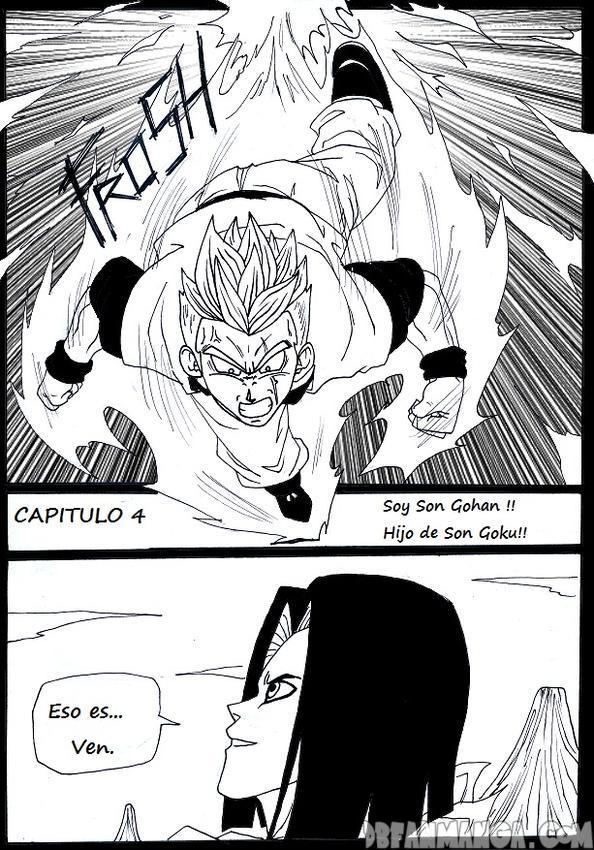 FROSH
CAPITULO 4
Soy Son Gohan !!
Hijo de Son Goku!!
Eso es...
Ven.
DBFANMANGA.COM